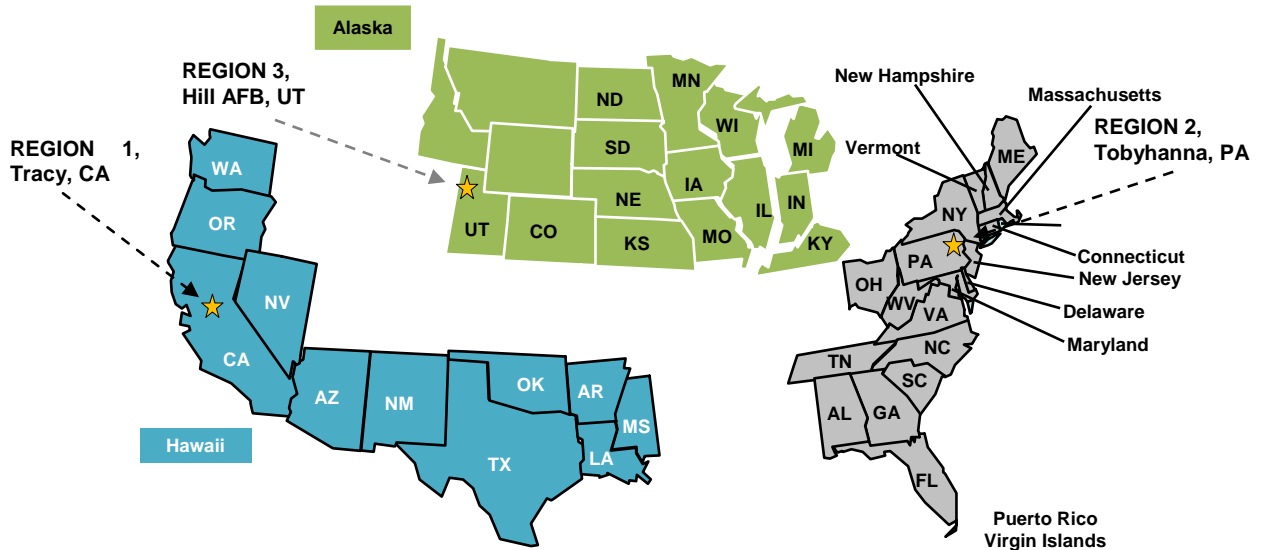 Alaska
REGION 3,
Hill AFB, UT
REGION 1,
Tracy, CA
WA
OR
NV
CA
AZ
NM
OK
AR
MS
TX
LA
Hawaii
MN
ND
WI
SD
MI
IA
NE
IL
IN
UT
CO
KS
MO
KY
New Hampshire
Massachusetts
REGION 2,
Tobyhanna, PA
Vermont
ME
NY
PA
Connecticut
New Jersey
OH
WV
VA
Delaware
Maryland
NC
TN
SC
AL
GA
FL
Puerto Rico
Virgin Islands